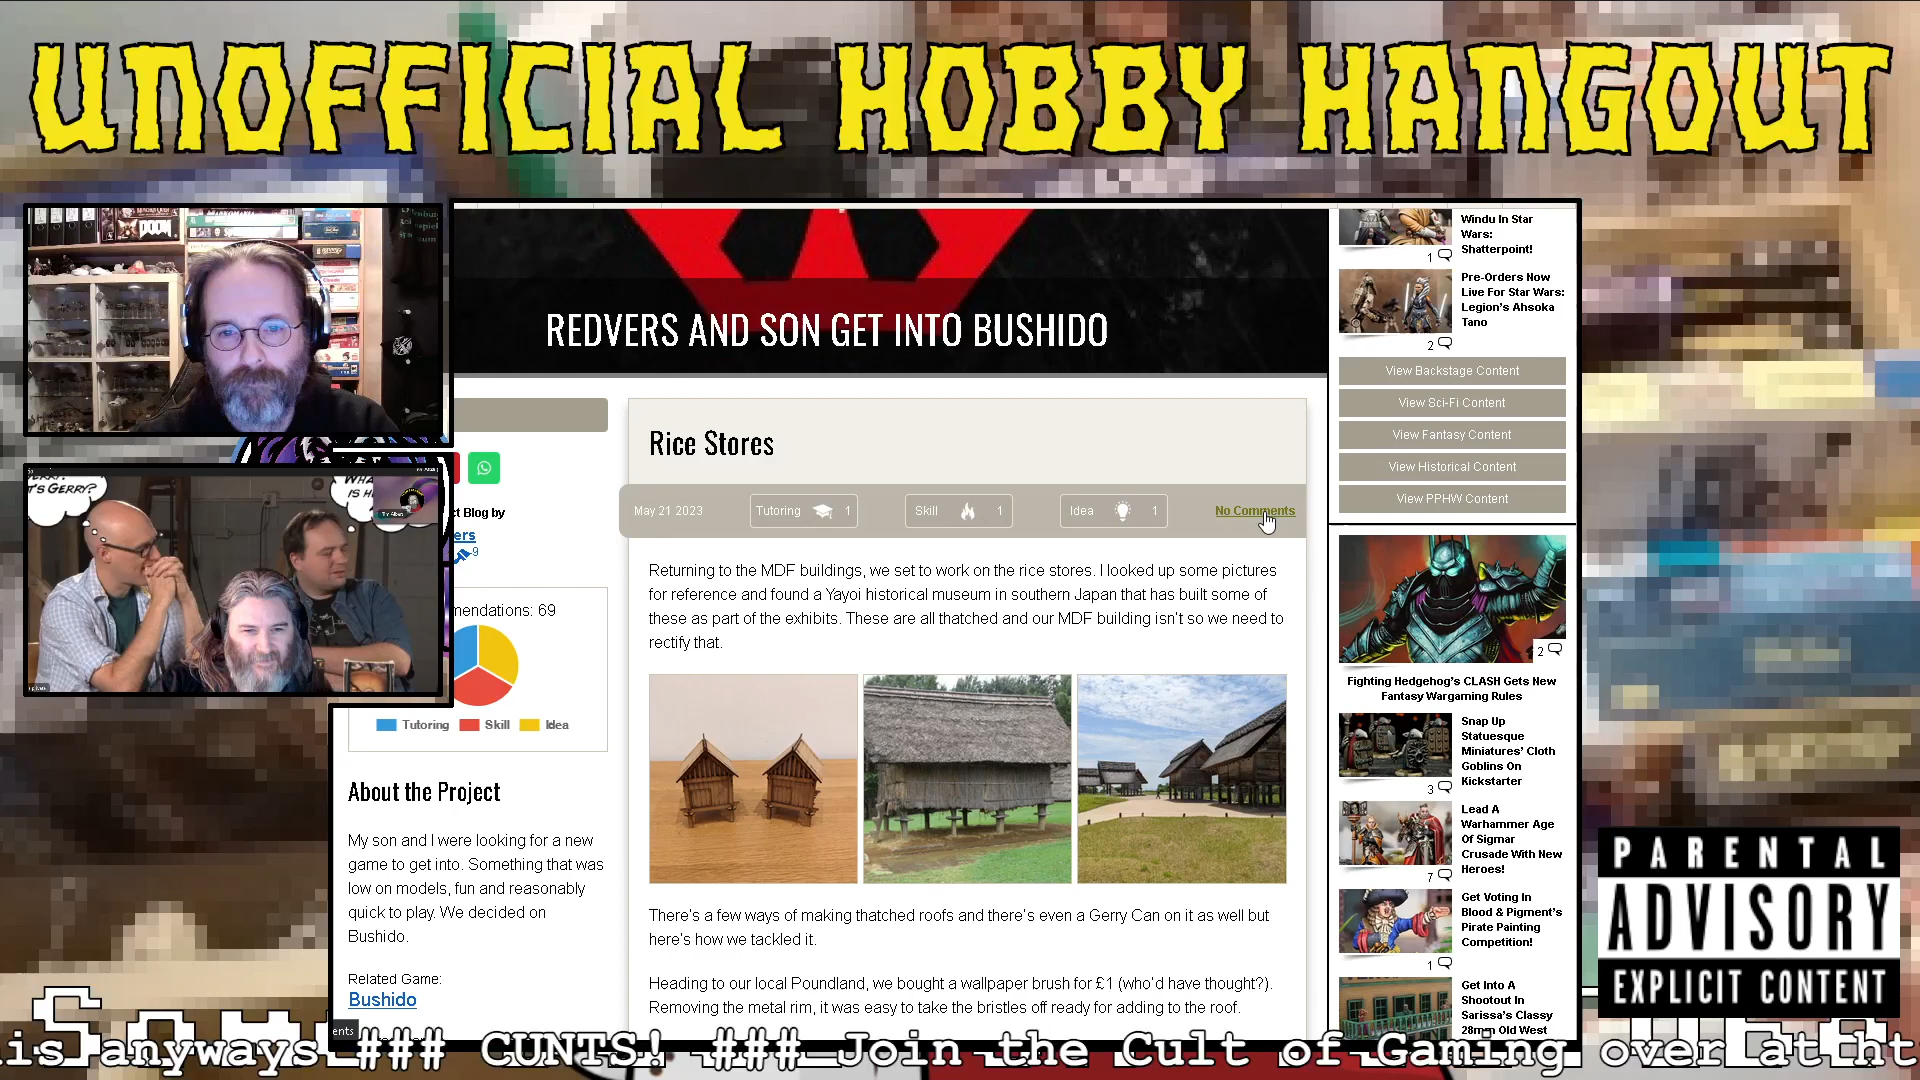 UNOFFICIAL HOBBY HANGOUT
REDVERS AND SON GET INTO BUSHIDO
Rice Stores
May 21 2023
Tutoring 1
Skill 1
Idea 1
No Comments
Returning to the MDF buildings, we set to work on the rice stores. I looked up some pictures
for reference and found a Yayoi historical museum in southern Japan that has built some of
these as part of the exhibits. These are all thatched and our MDF building isn't so we need to
rectify that.
There's a few ways of making thatched roofs and there's even a Gerry Can on it as well but
here's how we tackled it.
Heading to our local Poundland, we bought a wallpaper brush for £1 (who'd have thought?).
Removing the metal rim, it was easy to take the bristles off ready for adding to the roof.
DOOM
T'S GERRY?
WHA
IS H
ct Blog by
ers
9
mendations: 69
Tutoring
Skill
Idea
About the Project
My son and I were looking for a new
game to get into. Something that was
low on models, fun and reasonably
quick to play. We decided on
Bushido.
Related Game:
Bushido
ents
Windu In Star
Wars:
Shatterpoint!
1
Pre-Orders Now
Live For Star Wars:
Legion's Ahsoka
Tano
2
View Backstage Content
View Sci-Fi Content
View Fantasy Content
View Historical Content
View PPHW Content
2
Fighting Hedgehog's CLASH Gets New
Fantasy Wargaming Rules
Snap Up
Statuesque
Miniatures' Cloth
Goblins On
Kickstarter
3
Lead A
Warhammer Age
Of Sigmar
Crusade With New
Heroes!
7
Get Voting In
Blood & Pigment's
Pirate Painting
Competition!
1
Get Into A
Shootout In
Sarissa's Classy
28mm Old West
PARENTAL
ADVISORY
EXPLICIT CONTENT
is anyways ### CUNTS! ### Join the Cult of Gaming over at ht